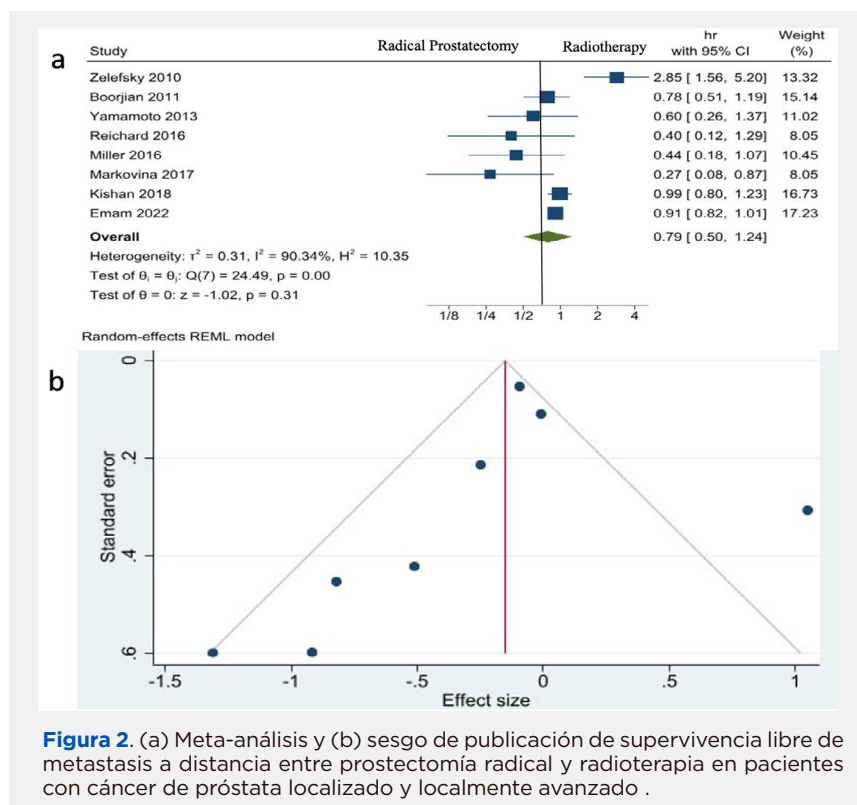 a
Study Radical Prostatectomy Radiotherapy hr with 95% CI Weight (%)
Zelefsky 2010 2.85 [ 1.56, 5.20] 13.32
Boorjian 2011 0.78 [ 0.51, 1.19] 15.14
Yamamoto 2013 0.60 [ 0.26, 1.37] 11.02
Reichard 2016 0.40 [ 0.12, 1.29] 8.05
Miller 2016 0.44 [ 0.18, 1.07] 10.45
Markovina 2017 0.27 [ 0.08, 0.87] 8.05
Kishan 2018 0.99 [ 0.80, 1.23] 16.73
Emam 2022 0.91 [ 0.82, 1.01] 17.23
Overall 0.79 [ 0.50, 1.24]
Heterogeneity: τ² = 0.31, I² = 90.34%, H² = 10.35
Test of θᵢ = θⱼ: Q(7) = 24.49, p = 0.00
Test of θ = 0: z = -1.02, p = 0.31
1/8 1/4 1/2 1 2 4
Random-effects REML model
b
Standard error
0
.2
.4
.6
-1.5 -1 -.5 0 .5 1
Effect size
Figura 2. (a) Meta-análisis y (b) sesgo de publicación de supervivencia libre de
metastasis a distancia entre prostectomía radical y radioterapia en pacientes
con cáncer de próstata localizado y localmente avanzado .